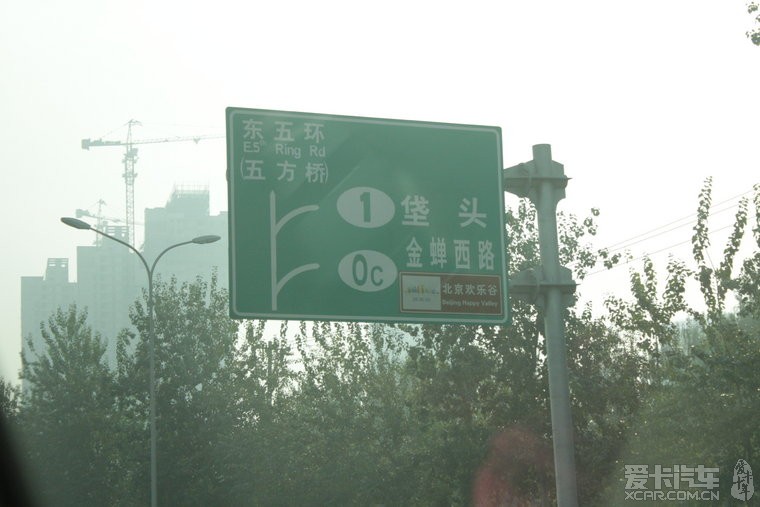 东五环
E5th Ring Rd
(五方桥)
1 垡头
0c 金蝉西路
北京欢乐谷
Beijing Happy Valley
爱卡汽车
XCAR.COM.CN